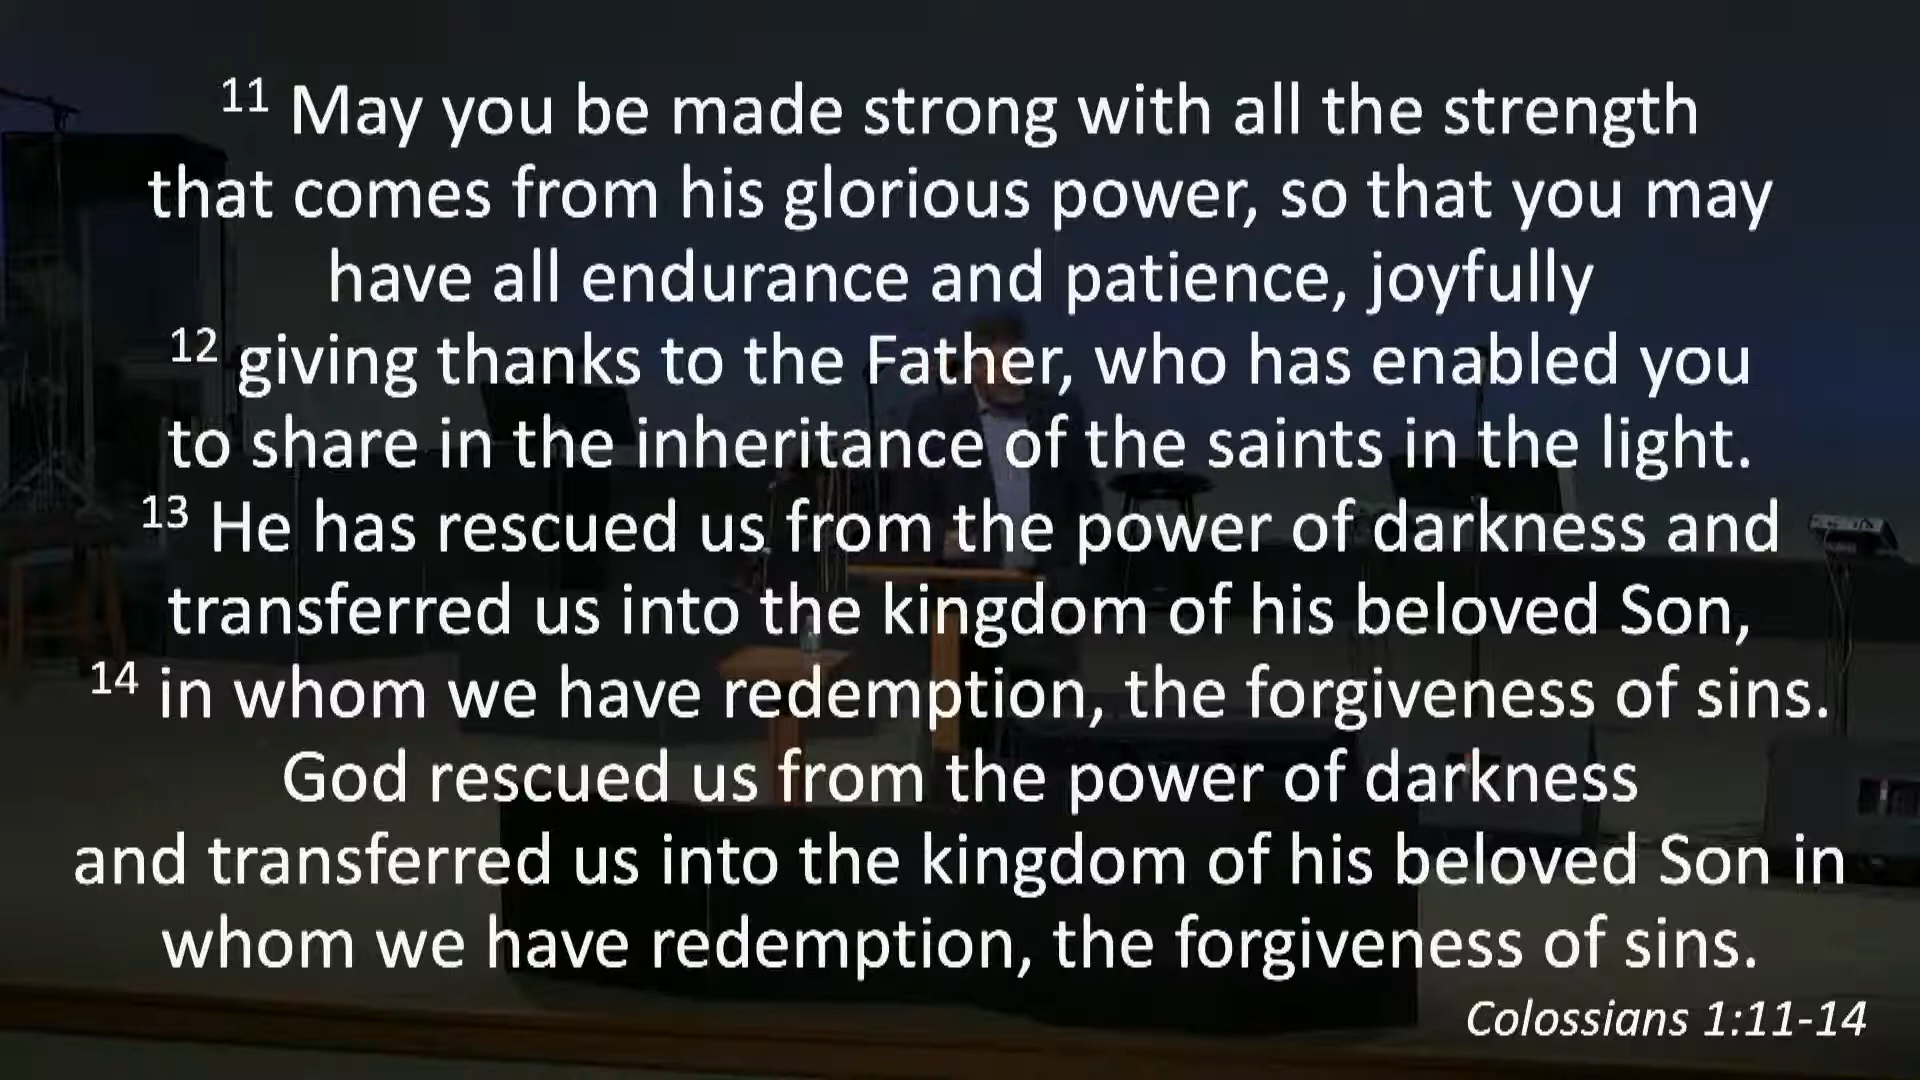 11 May you be made strong with all the strength
that comes from his glorious power, so that you may
have all endurance and patience, joyfully
12 giving thanks to the Father, who has enabled you
to share in the inheritance of the saints in the light.
13 He has rescued us from the power of darkness and
transferred us into the kingdom of his beloved Son,
14 in whom we have redemption, the forgiveness of sins.
God rescued us from the power of darkness
and transferred us into the kingdom of his beloved Son in
whom we have redemption, the forgiveness of sins.
Colossians 1:11-14